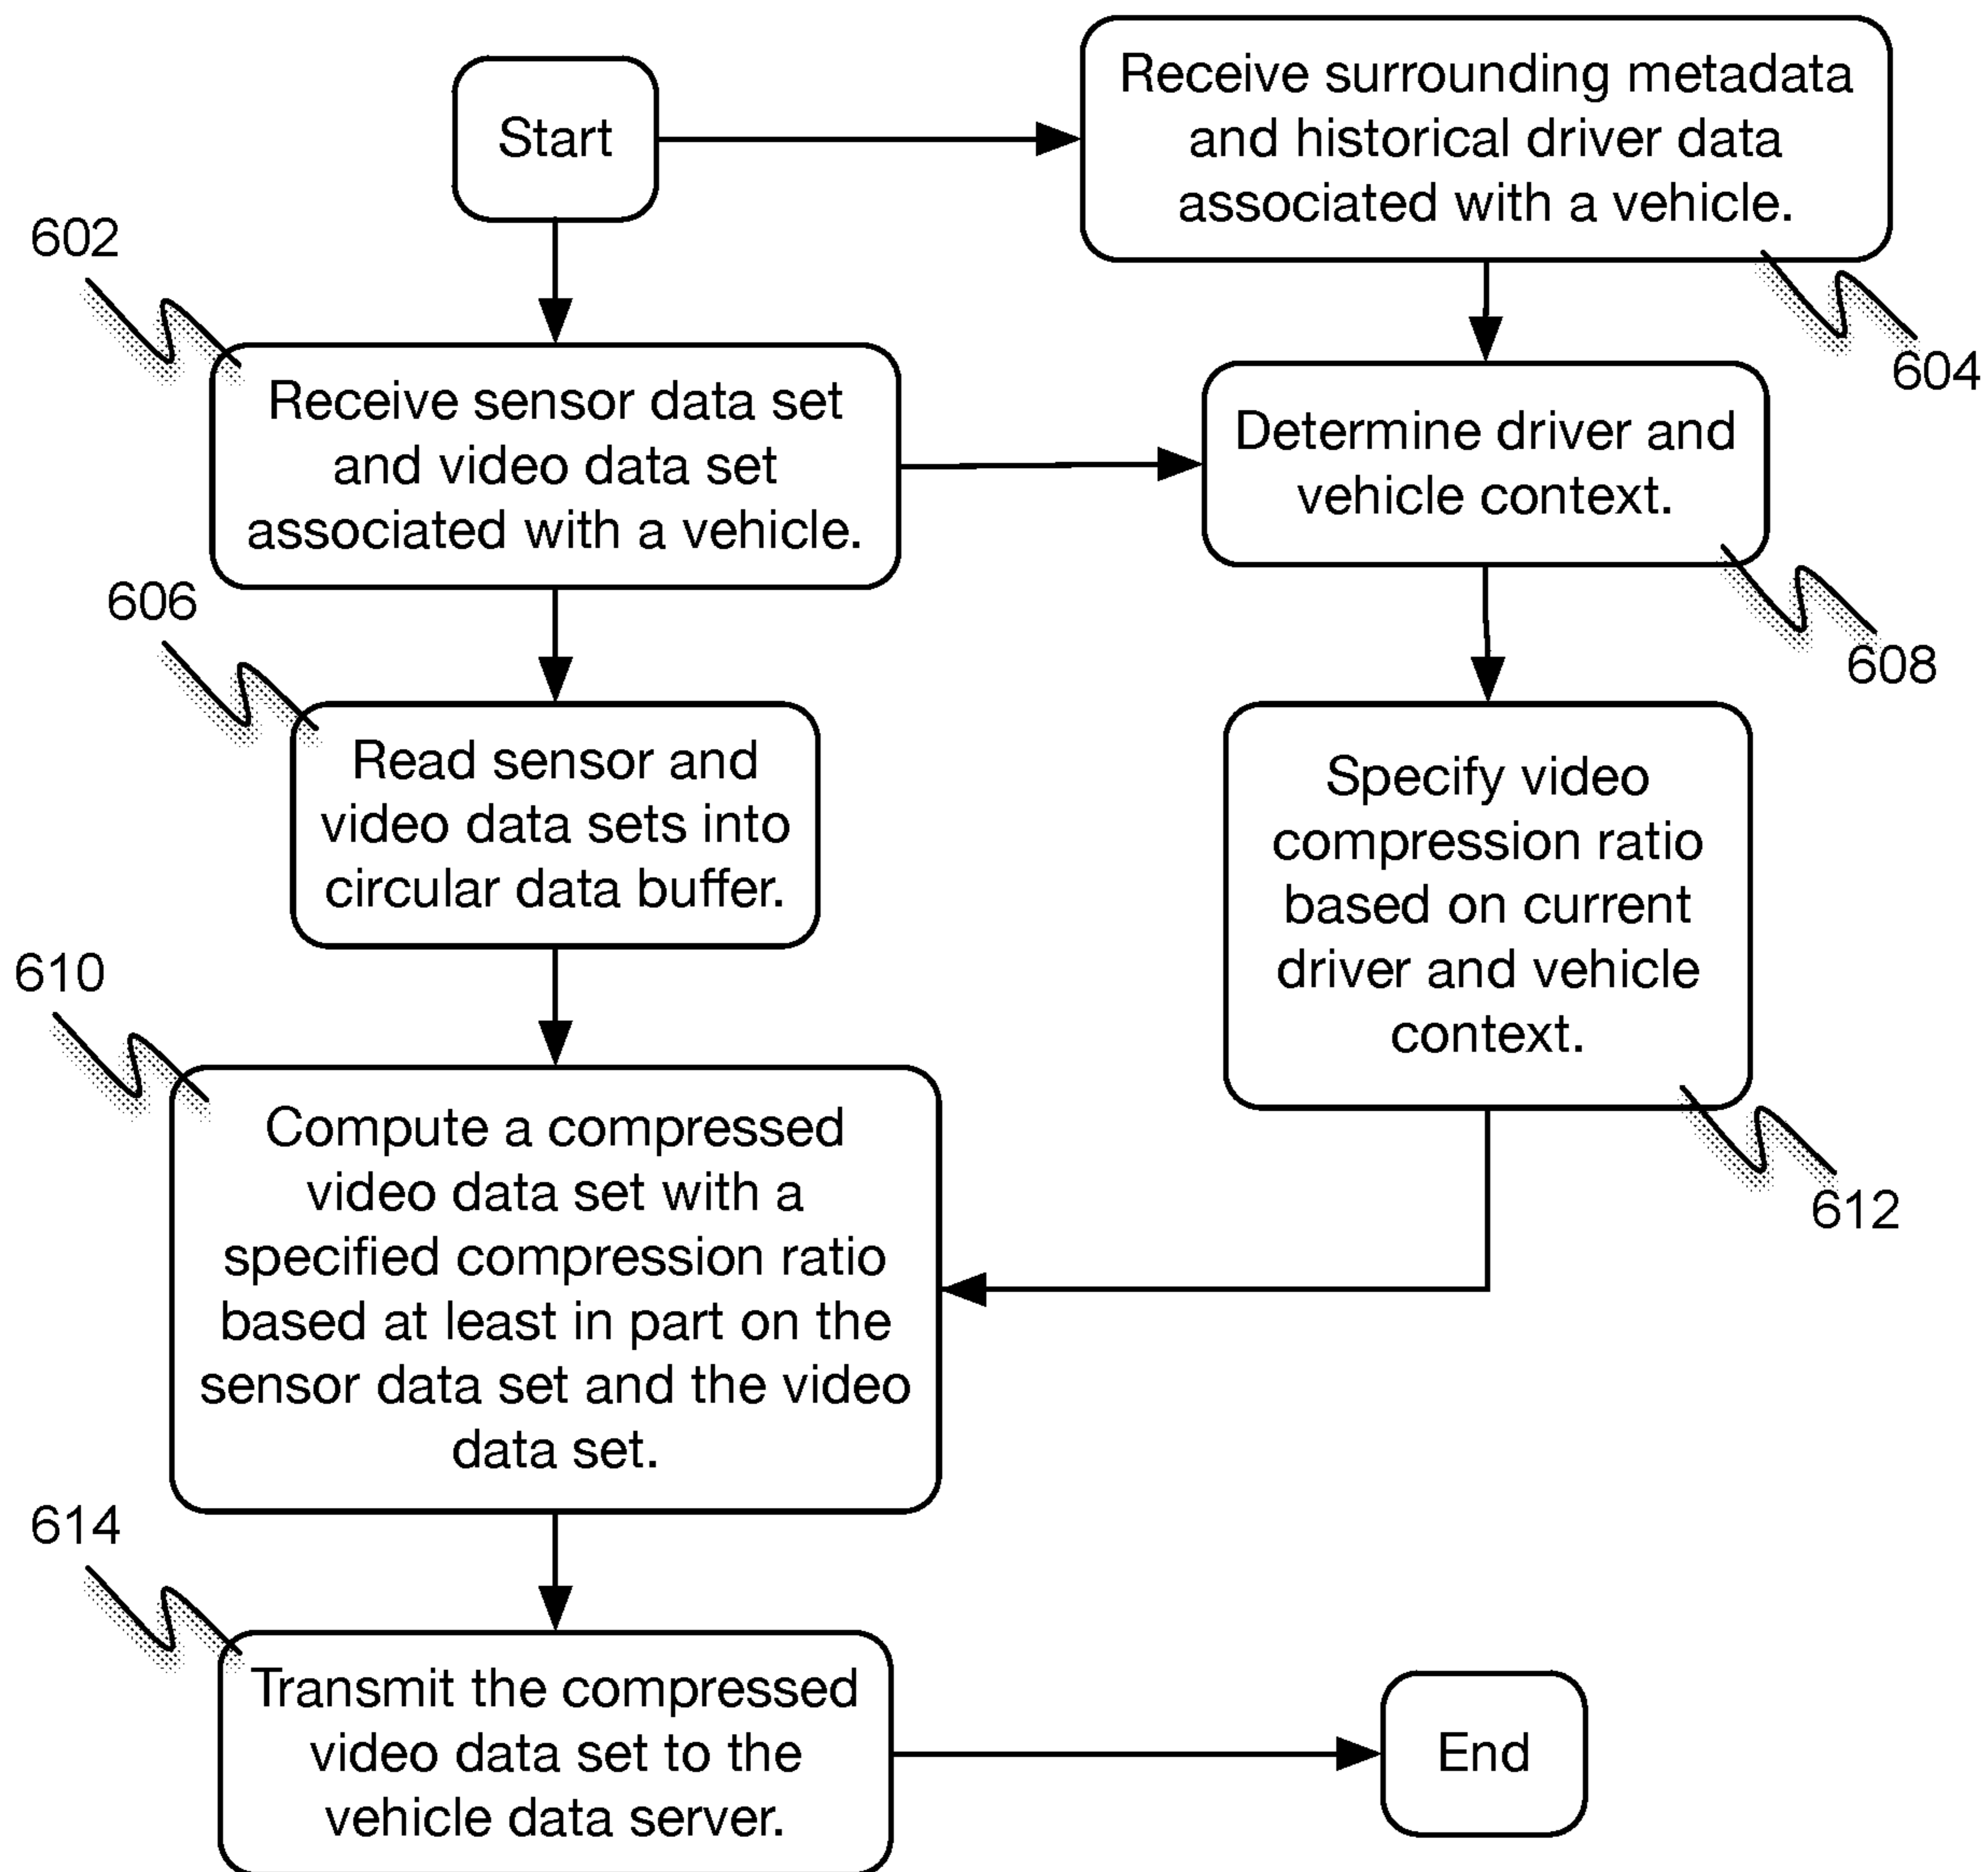 Start
Receive surrounding metadata
and historical driver data
associated with a vehicle.
602
604
Receive sensor data set
and video data set
associated with a vehicle.
Determine driver and
vehicle context.
606
608
Read sensor and
video data sets into
circular data buffer.
Specify video
compression ratio
based on current
driver and vehicle
context.
610
612
Compute a compressed
video data set with a
specified compression ratio
based at least in part on the
sensor data set and the video
data set.
614
Transmit the compressed
video data set to the
vehicle data server.
End